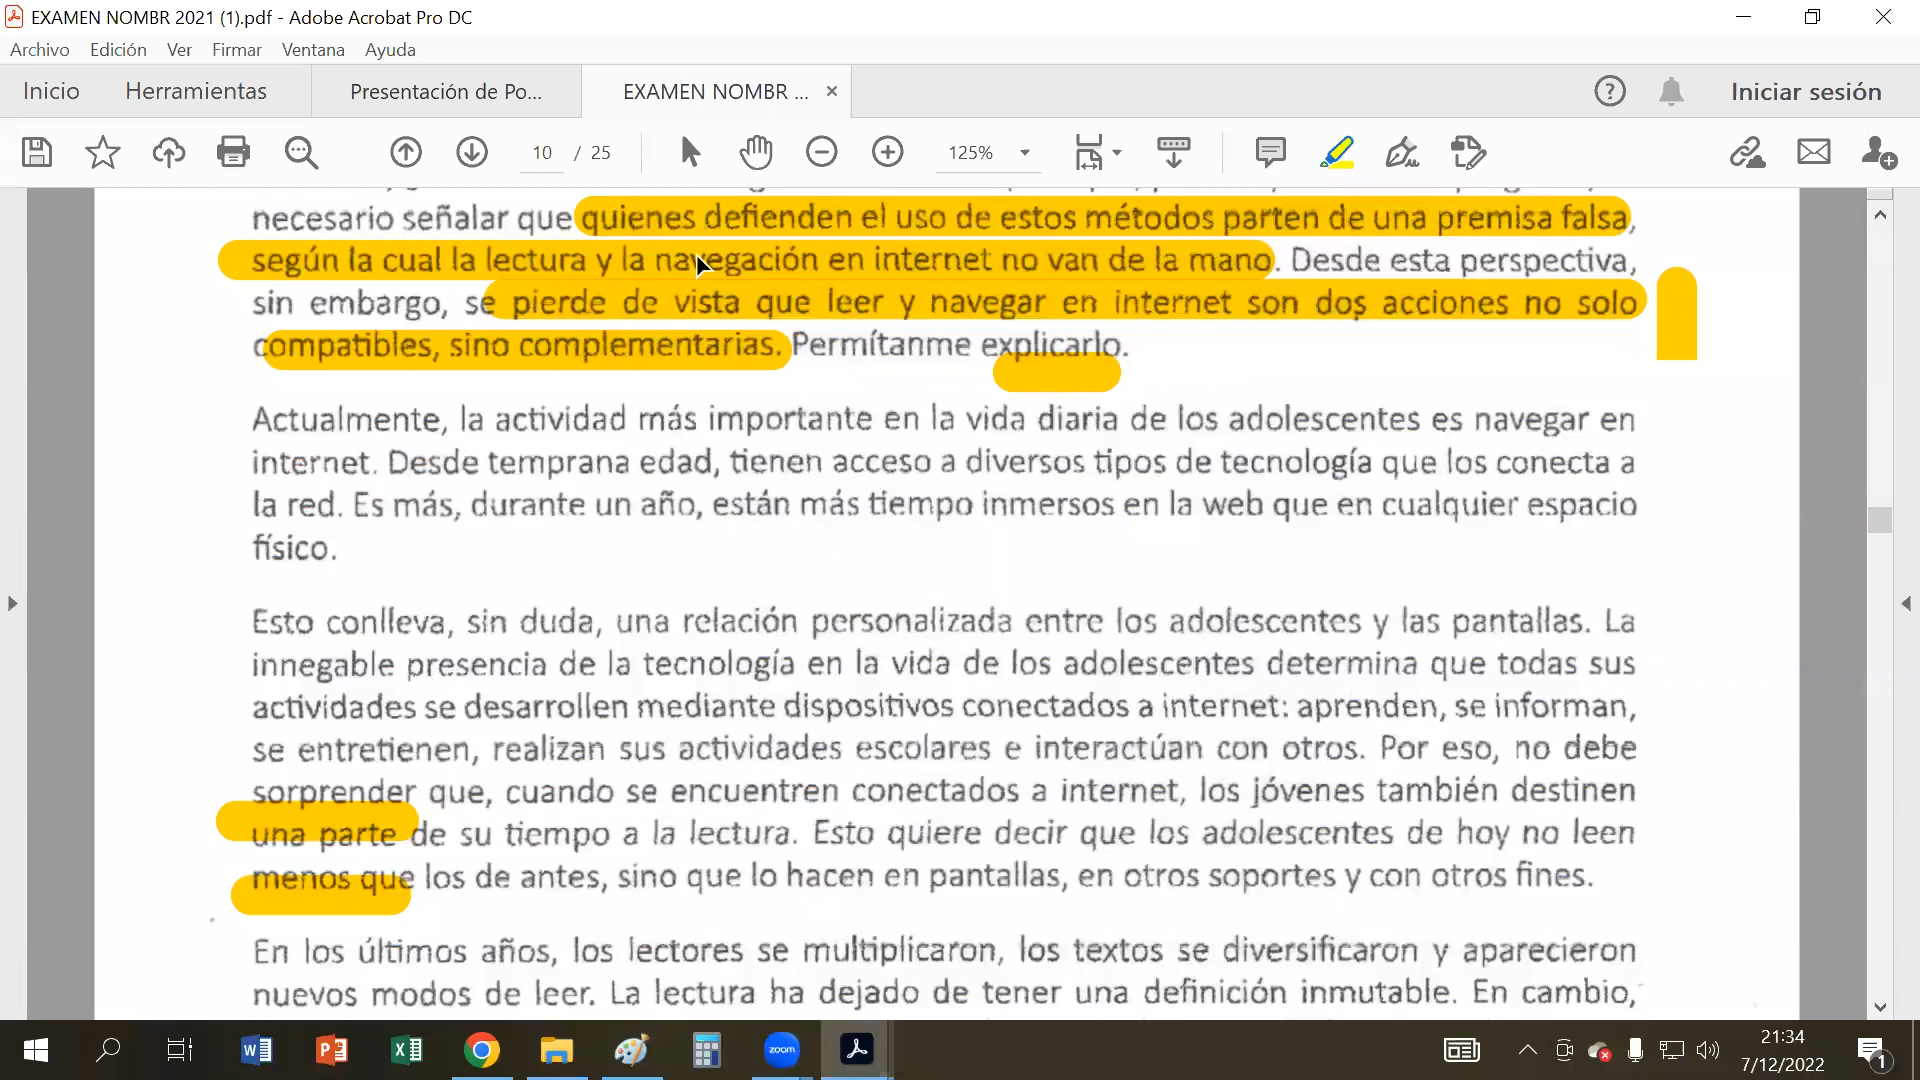 EXAMEN NOMBR 2021 (1).pdf - Adobe Acrobat Pro DC
Archivo Edición Ver Firmar Ventana Ayuda
Inicio Herramientas Presentación de Po... EXAMEN NOMBR ... × Iniciar sesión
10 / 25 125%
necesario señalar que quienes defienden el uso de estos métodos parten de una premisa falsa,
según la cual la lectura y la navegación en internet no van de la mano. Desde esta perspectiva,
sin embargo, se pierde de vista que leer y navegar en internet son dos acciones no solo
compatibles, sino complementarias. Permítanme explicarlo.
Actualmente, la actividad más importante en la vida diaria de los adolescentes es navegar en
internet. Desde temprana edad, tienen acceso a diversos tipos de tecnología que los conecta a
la red. Es más, durante un año, están más tiempo inmersos en la web que en cualquier espacio
físico.
Esto conlleva, sin duda, una relación personalizada entre los adolescentes y las pantallas. La
innegable presencia de la tecnología en la vida de los adolescentes determina que todas sus
actividades se desarrollen mediante dispositivos conectados a internet: aprenden, se informan,
se entretienen, realizan sus actividades escolares e interactúan con otros. Por eso, no debe
sorprender que, cuando se encuentren conectados a internet, los jóvenes también destinen
una parte de su tiempo a la lectura. Esto quiere decir que los adolescentes de hoy no leen
menos que los de antes, sino que lo hacen en pantallas, en otros soportes y con otros fines.
En los últimos años, los lectores se multiplicaron, los textos se diversificaron y aparecieron
nuevos modos de leer. La lectura ha dejado de tener una definición inmutable. En cambio,
zoom
21:34
7/12/2022
1